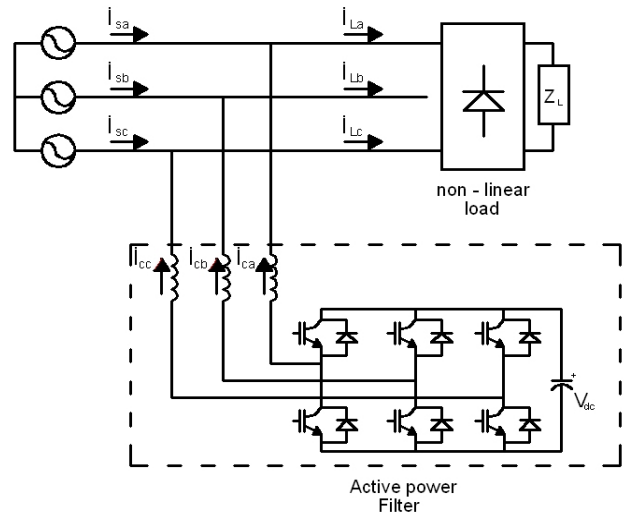 isa
iLa
isb
iLb
isc
iLc
ZL
non - linear
load
icc
icb
ica
+
Vdc
Active power
Filter